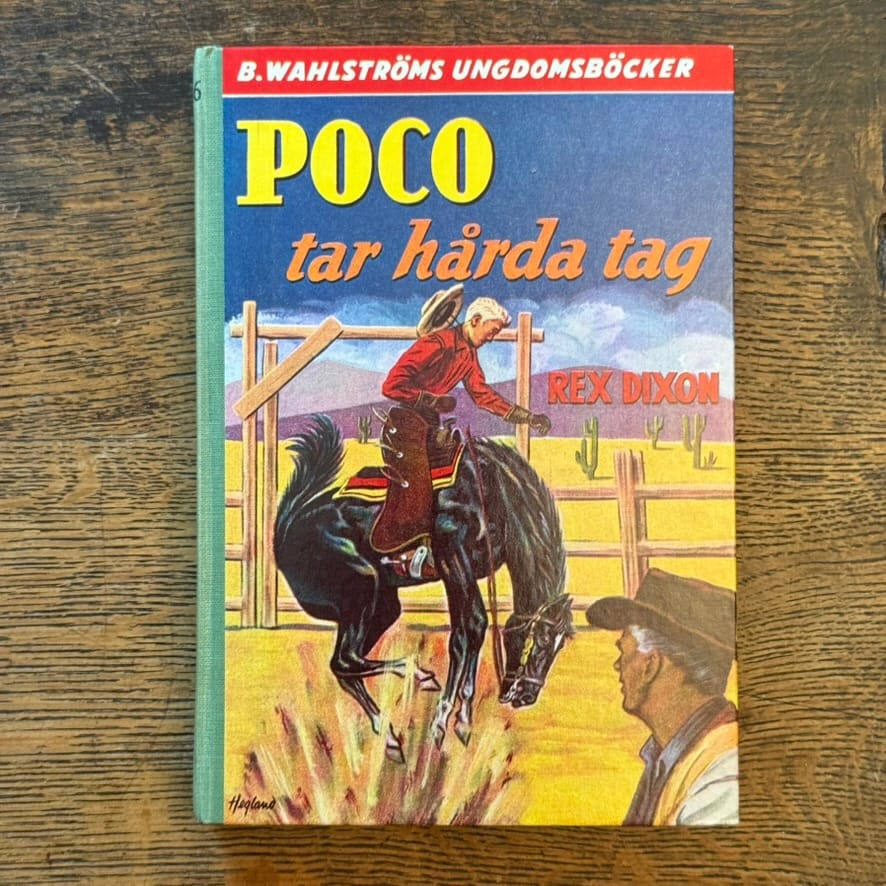 B. WAHLSTRÖMS UNGDOMSBÖCKER
POCO
tar hårda tag
REX DIXON
Hegland